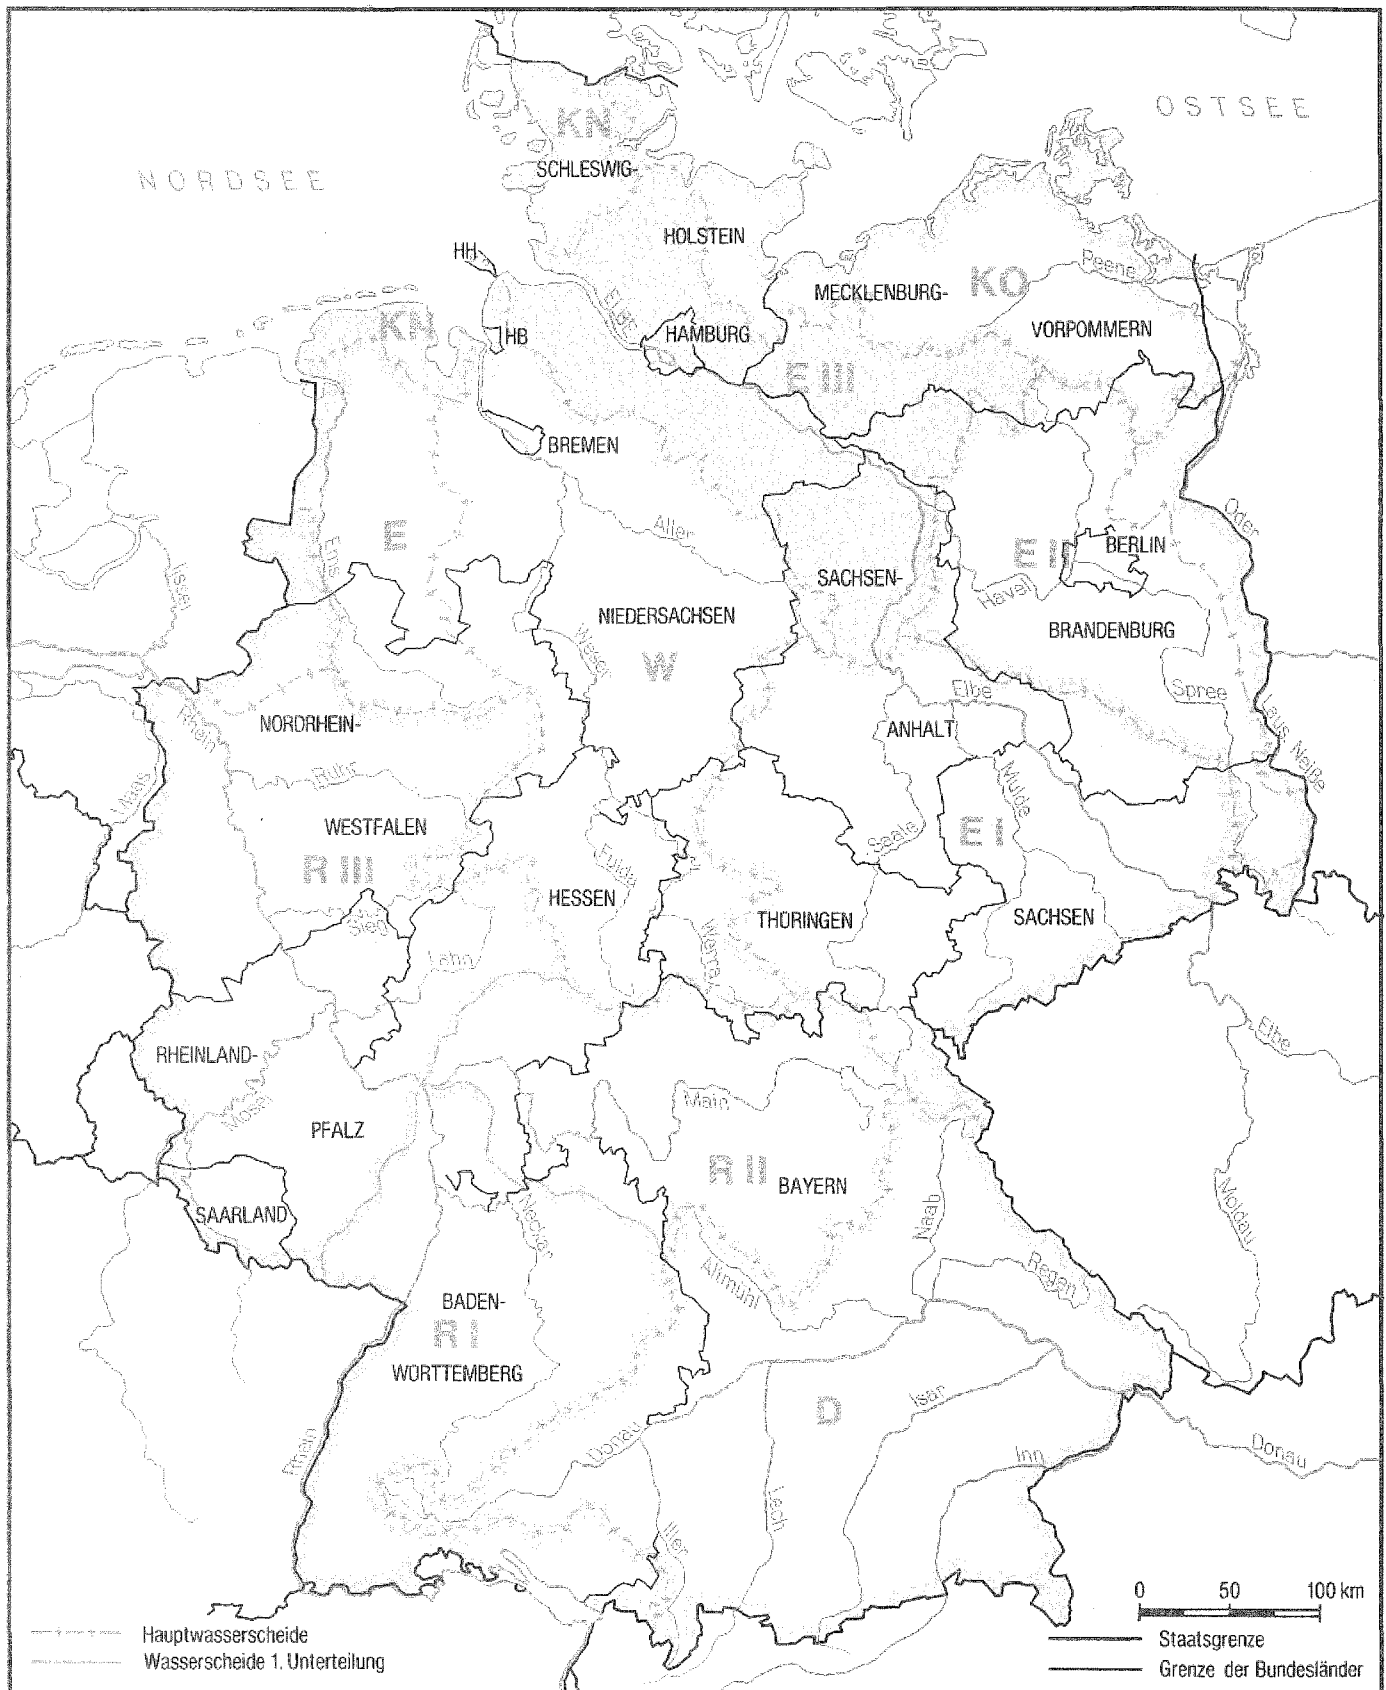 OSTSEE
KN
SCHLESWIG-
NORDSEE
HOLSTEIN
HH
Peene
KO
MECKLENBURG-
Elbe
KN
HB
HAMBURG
VORPOMMERN
E III
BREMEN
Oder
Aller
E
Ems
E II
BERLIN
Issel
SACHSEN-
Havel
NIEDERSACHSEN
BRANDENBURG
Weser
W
Elbe
Spree
Rhein
NORDRHEIN-
ANHALT
Laus. Neiße
Ruhr
Maas
Mulde
WESTFALEN
Saale
E I
R III
Fulda
HESSEN
Sieg
THÜRINGEN
SACHSEN
Werra
Lahn
Elbe
RHEINLAND-
Main
Mosel
PFALZ
R II
BAYERN
Moldau
SAARLAND
Neckar
Naab
Altmühl
Regen
BADEN-
R I
WÜRTTEMBERG
Isar
D
Rhein
Donau
Inn
Donau
Lech
Iller
0 50 100 km
Hauptwasserscheide
Wasserscheide 1. Unterteilung
Staatsgrenze
Grenze der Bundesländer